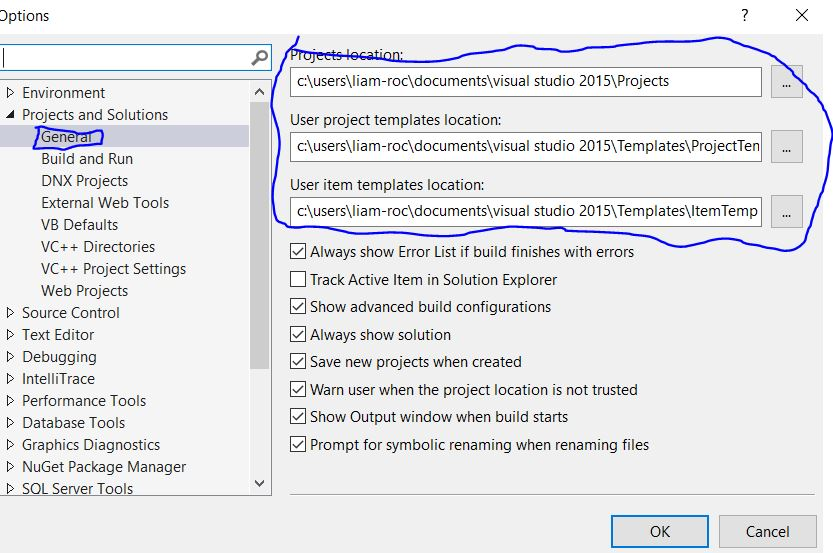 Options
?
Projects location:
c:\users\liam-roc\documents\visual studio 2015\Projects
...
User project templates location:
c:\users\liam-roc\documents\visual studio 2015\Templates\ProjectTem
...
User item templates location:
c:\users\liam-roc\documents\visual studio 2015\Templates\ItemTemp
...
Environment
Projects and Solutions
General
Build and Run
DNX Projects
External Web Tools
VB Defaults
VC++ Directories
VC++ Project Settings
Web Projects
Source Control
Text Editor
Debugging
IntelliTrace
Performance Tools
Database Tools
Graphics Diagnostics
NuGet Package Manager
SQL Server Tools
Always show Error List if build finishes with errors
Track Active Item in Solution Explorer
Show advanced build configurations
Always show solution
Save new projects when created
Warn user when the project location is not trusted
Show Output window when build starts
Prompt for symbolic renaming when renaming files
OK
Cancel